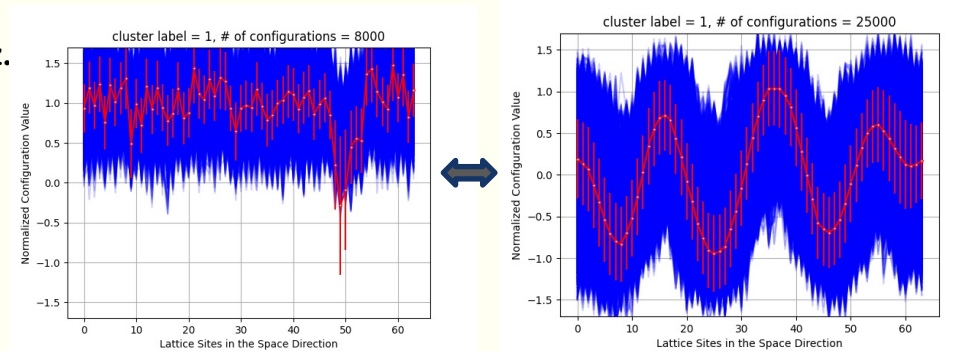 cluster label = 1, # of configurations = 8000
Normalized Configuration Value
1.5
1.0
0.5
0.0
−0.5
−1.0
−1.5
0 10 20 30 40 50 60
Lattice Sites in the Space Direction
cluster label = 1, # of configurations = 25000
Normalized Configuration Value
1.5
1.0
0.5
0.0
−0.5
−1.0
−1.5
0 10 20 30 40 50 60
Lattice Sites in the Space Direction